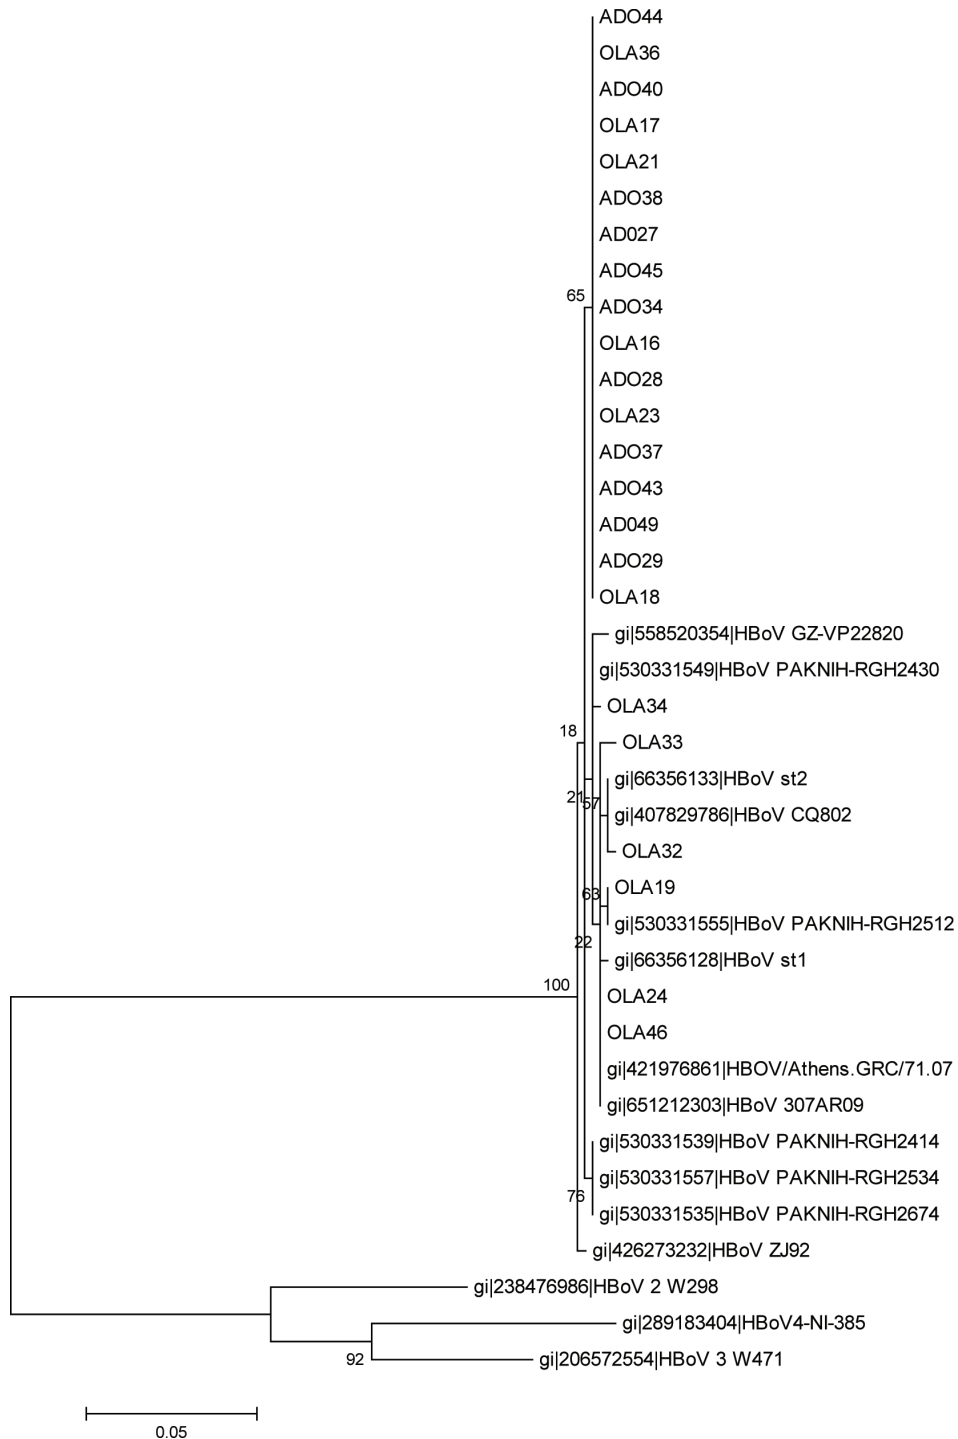 ADO44
OLA36
ADO40
OLA17
OLA21
ADO38
AD027
ADO45
65
ADO34
OLA16
ADO28
OLA23
ADO37
ADO43
AD049
ADO29
OLA18
gi|558520354|HBoV GZ-VP22820
gi|530331549|HBoV PAKNIH-RGH2430
OLA34
18
OLA33
gi|66356133|HBoV st2
21
57
gi|407829786|HBoV CQ802
OLA32
63
OLA19
gi|530331555|HBoV PAKNIH-RGH2512
22
gi|66356128|HBoV st1
100
OLA24
OLA46
gi|421976861|HBOV/Athens.GRC/71.07
gi|651212303|HBoV 307AR09
gi|530331539|HBoV PAKNIH-RGH2414
gi|530331557|HBoV PAKNIH-RGH2534
76
gi|530331535|HBoV PAKNIH-RGH2674
gi|426273232|HBoV ZJ92
gi|238476986|HBoV 2 W298
gi|289183404|HBoV4-NI-385
92
gi|206572554|HBoV 3 W471
0.05